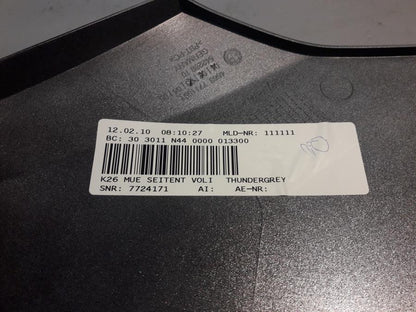 12.02.10 08:10:27 MLD-NR: 111111
BC: 30 3011 N44 0000 013300
K26 MUE SEITENT VOLI THUNDERGREY
SNR: 7724171 AI: AE-NR: